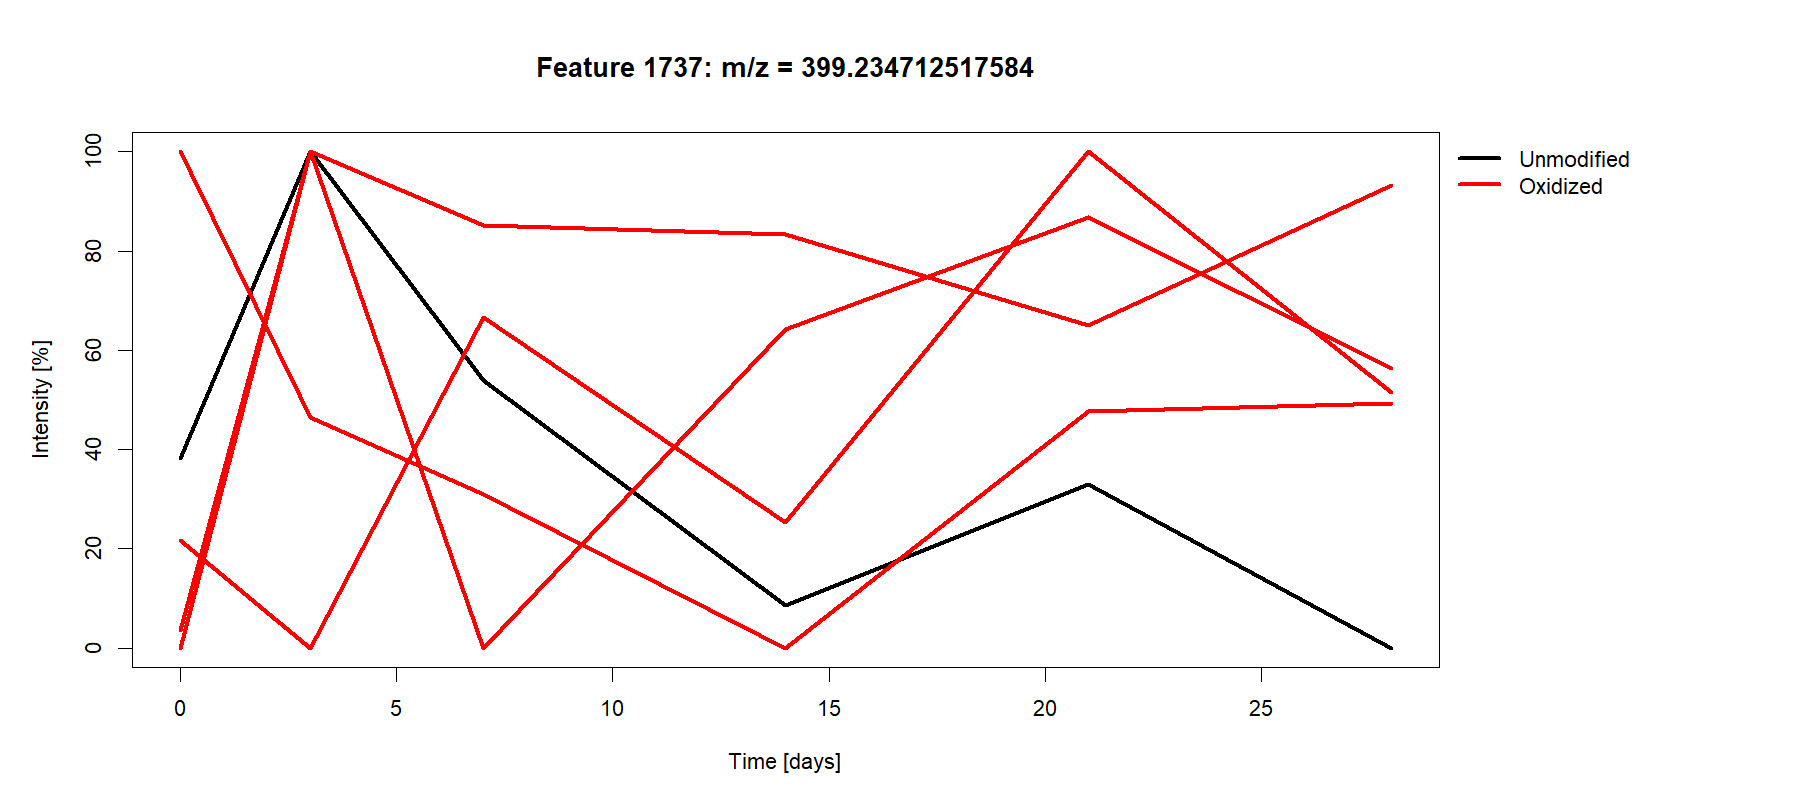 Feature 1737: m/z = 399.234712517584
Unmodified
Oxidized
Intensity [%]
100
80
60
40
20
0
0 5 10 15 20 25
Time [days]